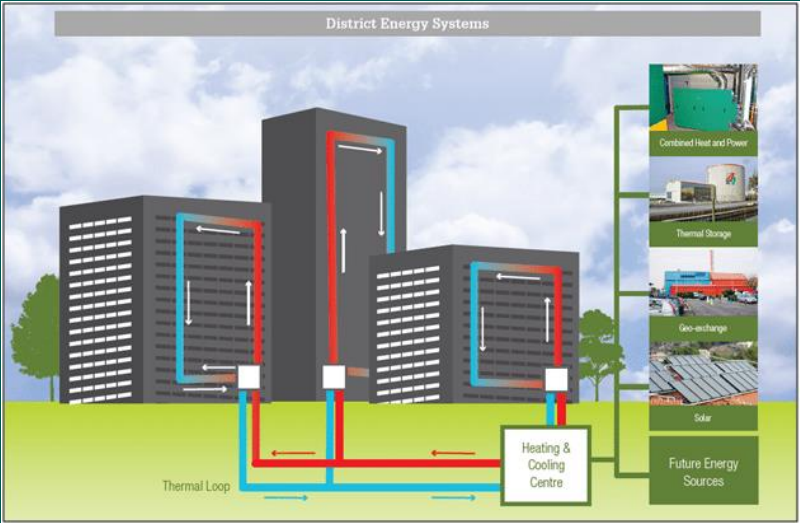 District Energy Systems
Combined Heat and Power
Thermal Storage
Geo-exchange
Solar
Heating &
Cooling
Centre
Future Energy
Sources
Thermal Loop